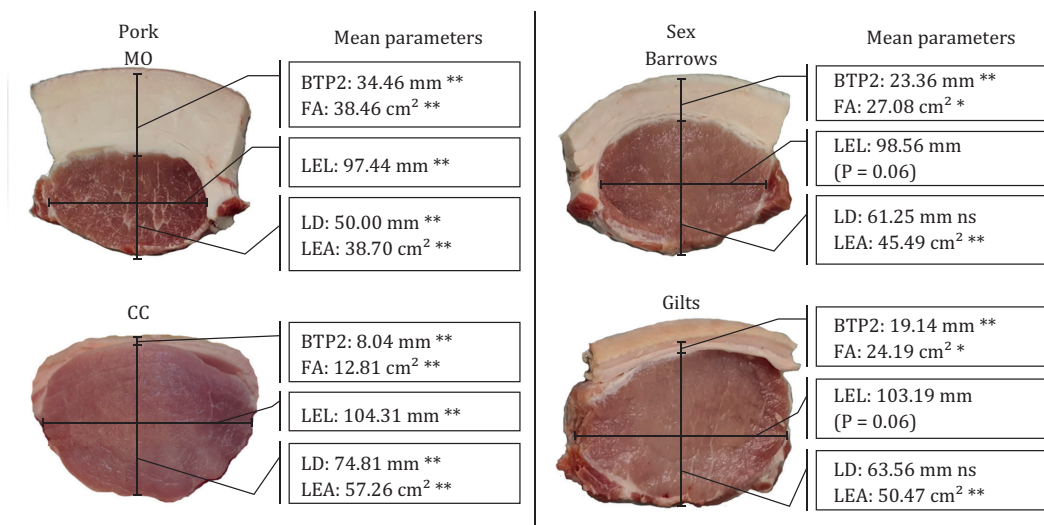 Pork
MO
Mean parameters
BTP2: 34.46 mm **
FA: 38.46 cm² **
LEL: 97.44 mm **
LD: 50.00 mm **
LEA: 38.70 cm² **
CC
BTP2: 8.04 mm **
FA: 12.81 cm² **
LEL: 104.31 mm **
LD: 74.81 mm **
LEA: 57.26 cm² **
Sex
Barrows
Mean parameters
BTP2: 23.36 mm **
FA: 27.08 cm² *
LEL: 98.56 mm
(P = 0.06)
LD: 61.25 mm ns
LEA: 45.49 cm² **
Gilts
BTP2: 19.14 mm **
FA: 24.19 cm² *
LEL: 103.19 mm
(P = 0.06)
LD: 63.56 mm ns
LEA: 50.47 cm² **